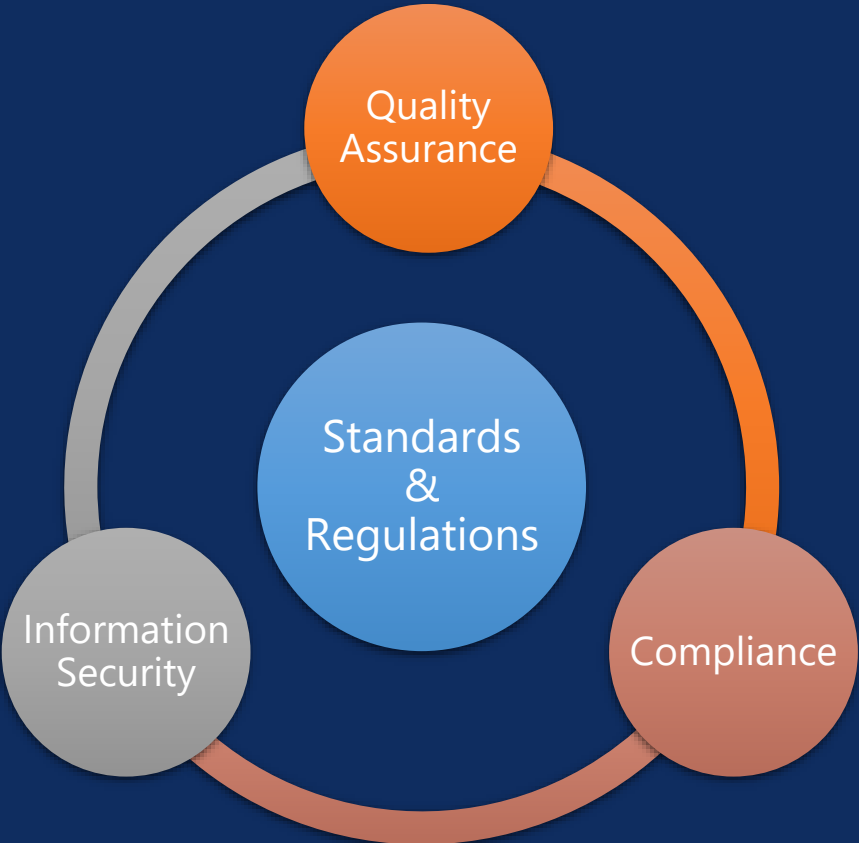 Quality
Assurance
Standards
&
Regulations
Information
Security
Compliance